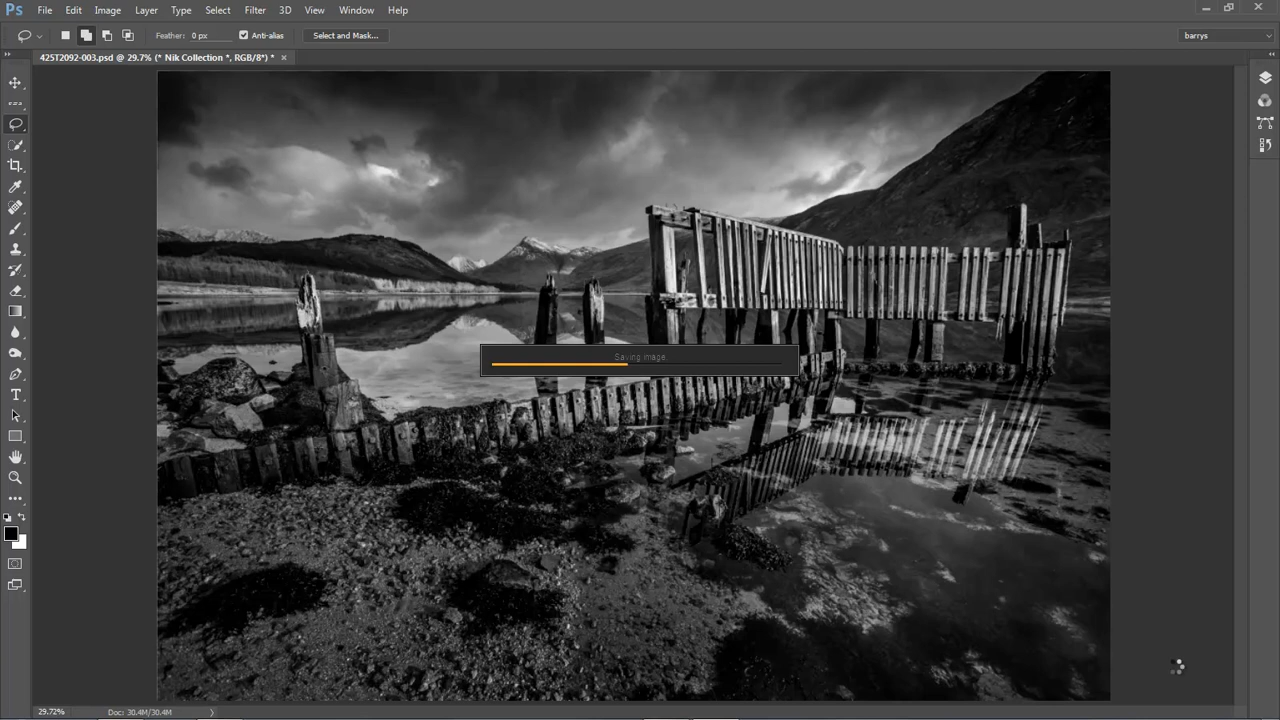 Ps File Edit Image Layer Type Select Filter 3D View Window Help
Feather: 0 px Anti-alias Select and Mask... barrys
425T2092-003.psd @ 29.7% (* Nik Collection *, RGB/8*) *
Saving image.
29.72% Doc: 30.4M/30.4M